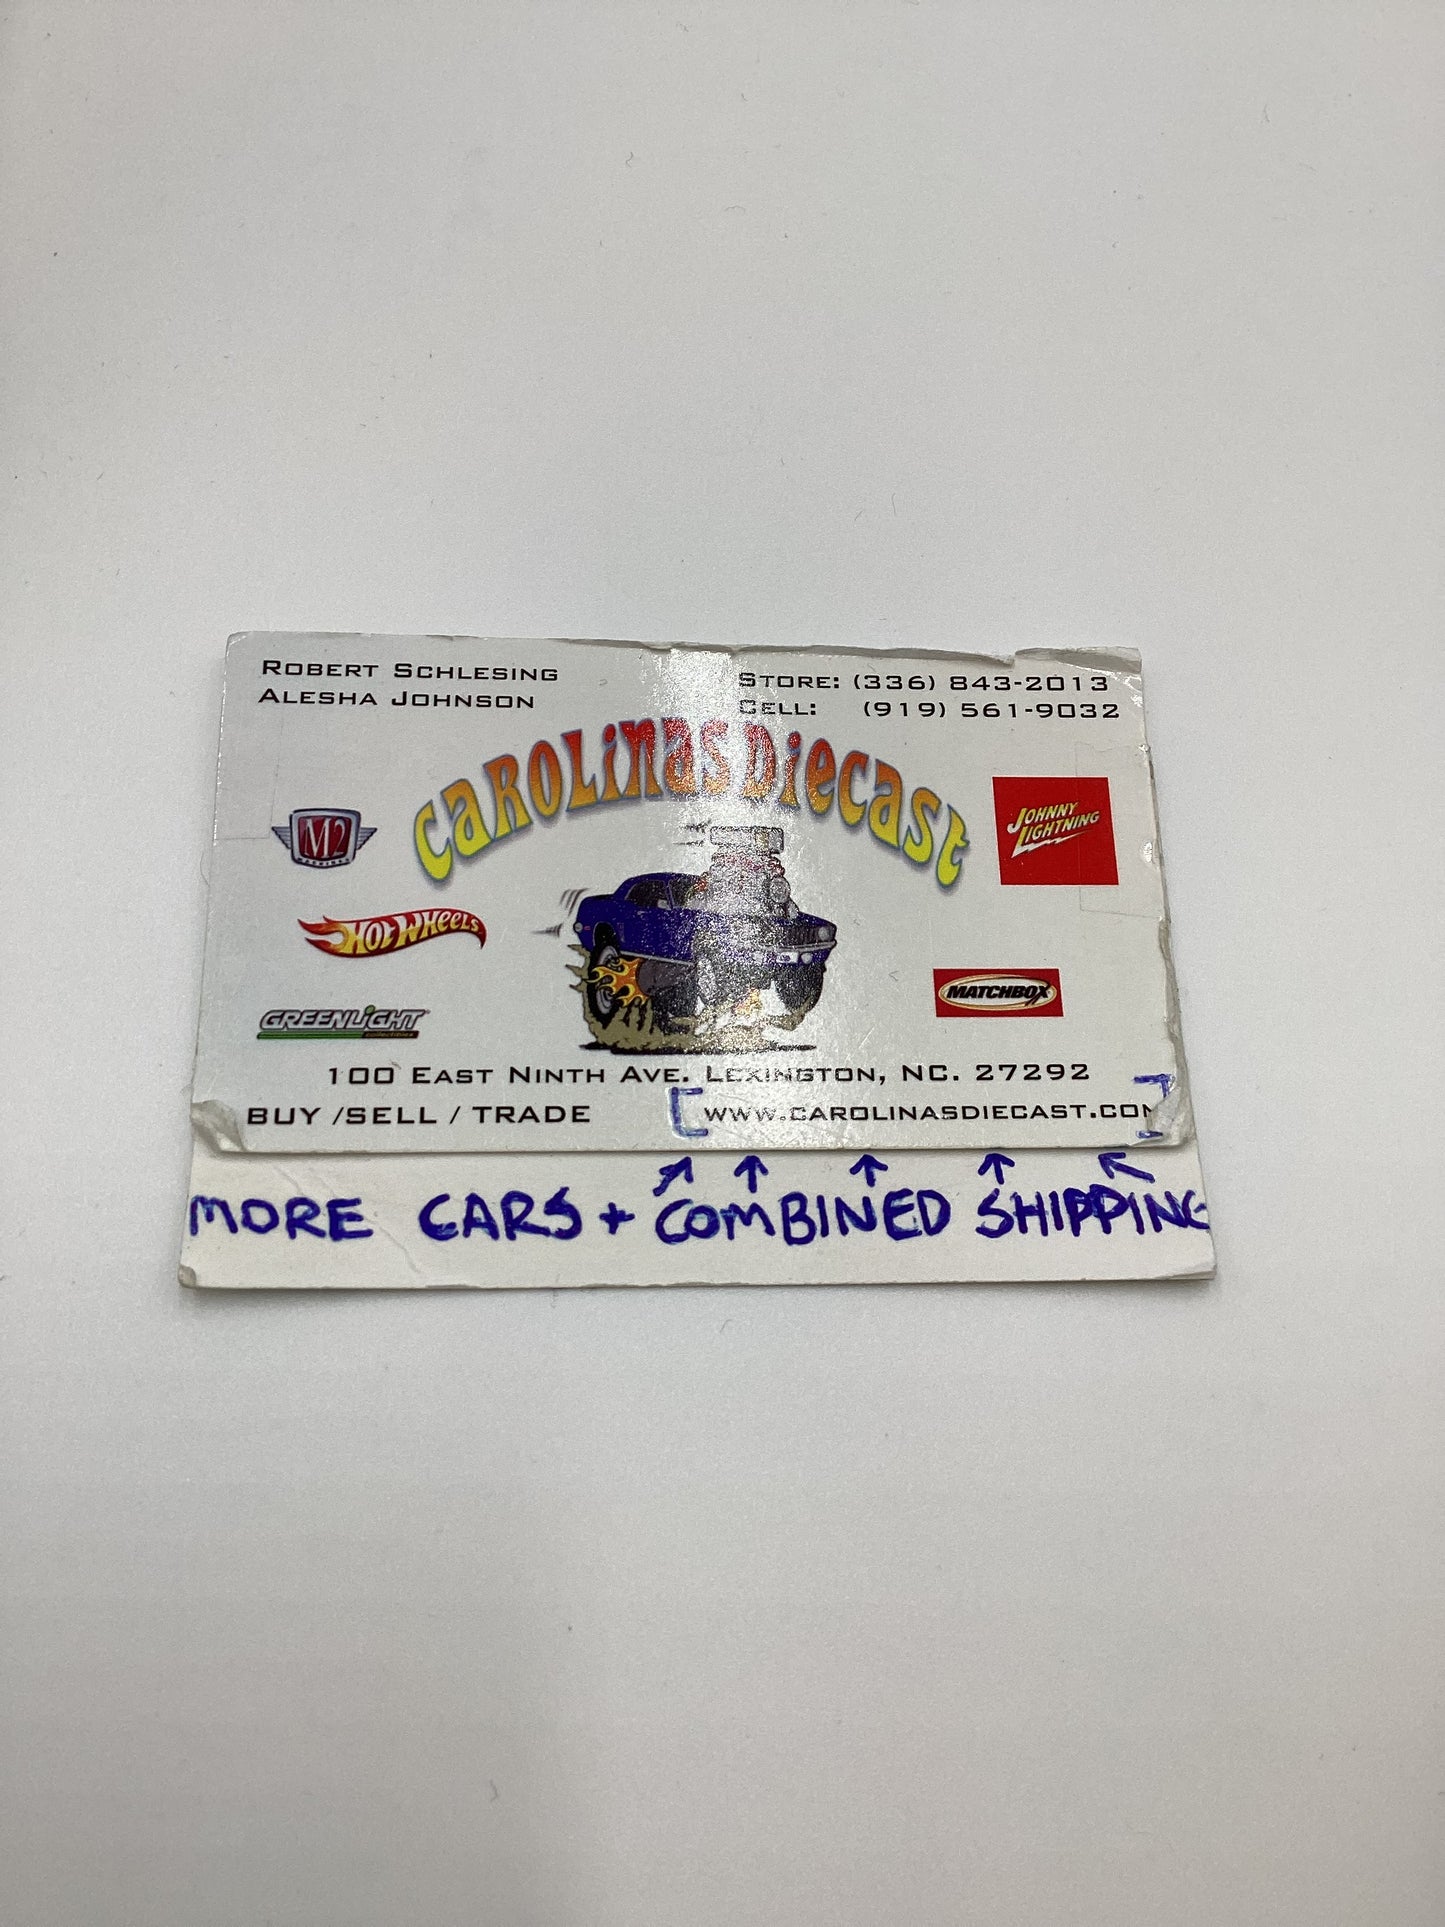 ROBERT SCHLESING
ALESHA JOHNSON
STORE: (336) 843-2013
CELL: (919) 561-9032
CAROLINAS DIECAST
M2
MACHINES
JOHNNY
LIGHTNING
HOT WHEELS
MATCHBOX
GREENLIGHT
100 EAST NINTH AVE. LEXINGTON, NC. 27292
BUY /SELL / TRADE
[WWW.CAROLINASDIECAST.COM]
MORE CARS + COMBINED SHIPPING